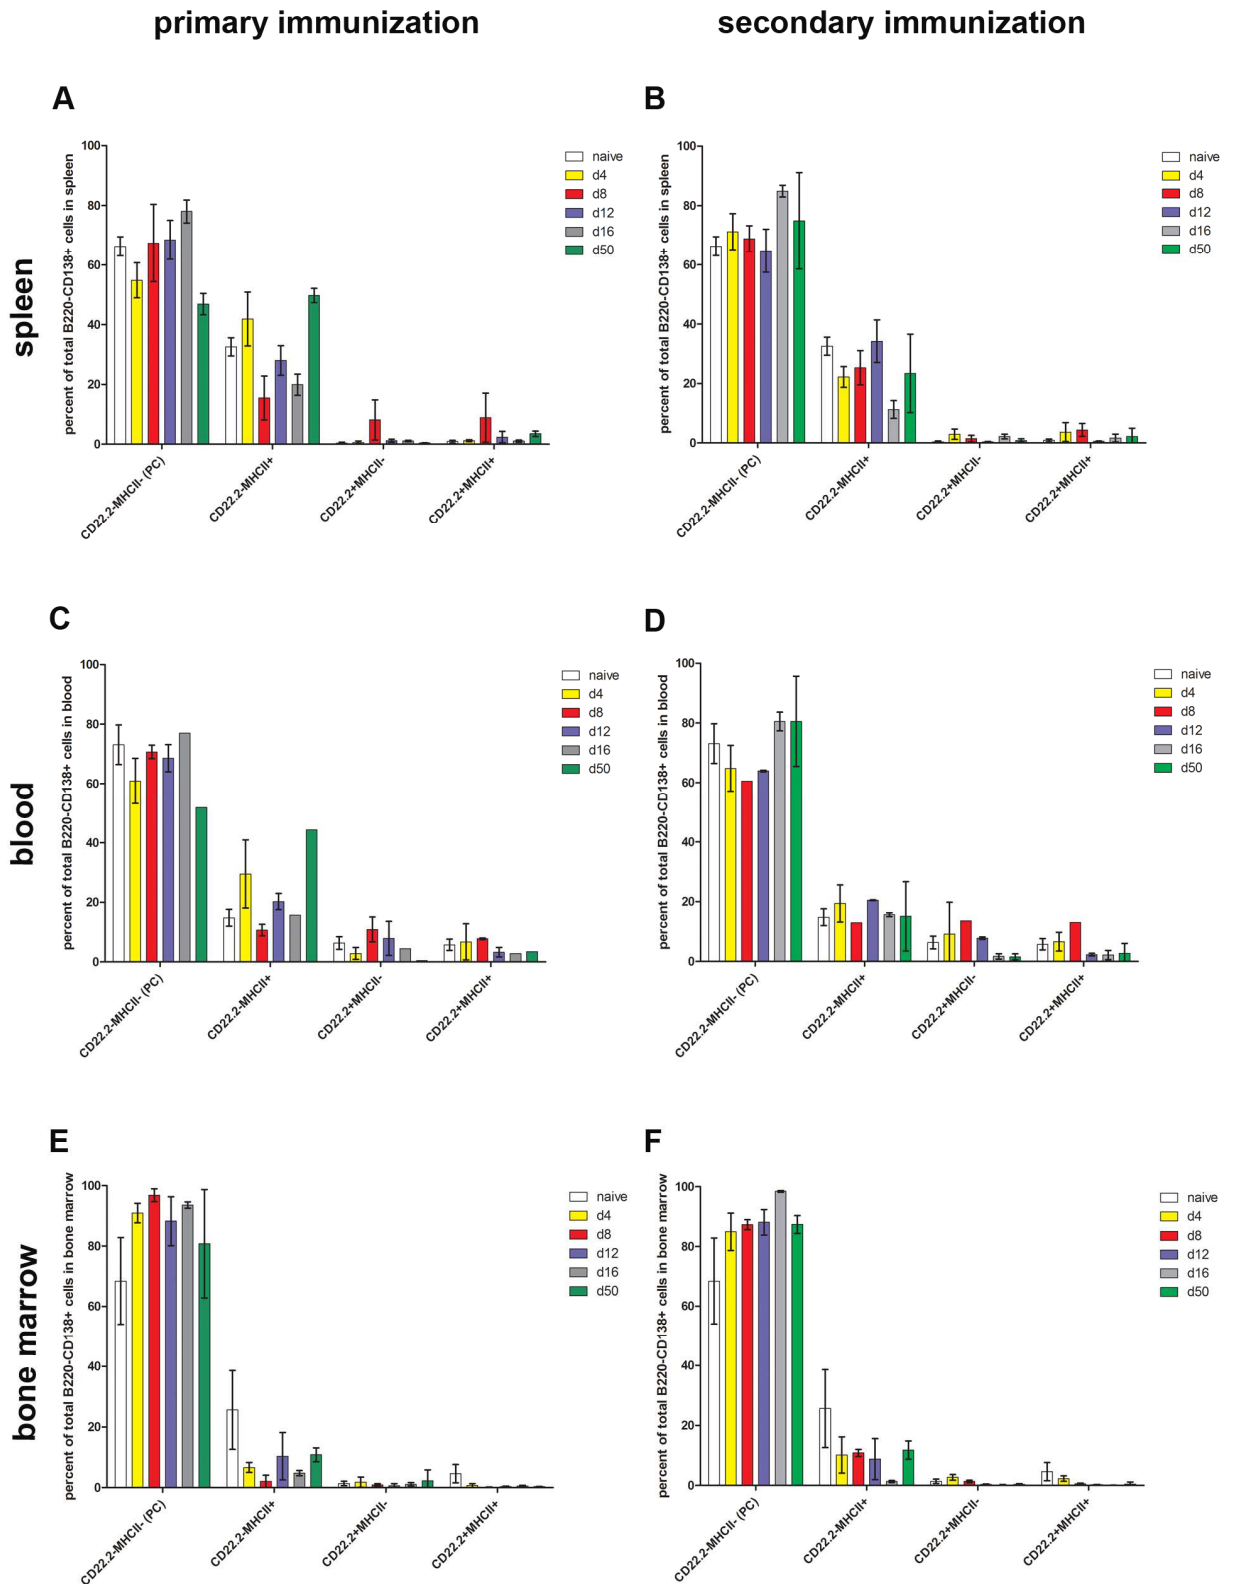 primary immunization
secondary immunization
spleen
A
percent of total B220-CD138+ cells in spleen
100
80
60
40
20
0
CD22.2-MHCII- (PC)
CD22.2-MHCII+
CD22.2+MHCII-
CD22.2+MHCII+
naive
d4
d8
d12
d16
d50
B
percent of total B220-CD138+ cells in spleen
100
80
60
40
20
0
CD22.2-MHCII- (PC)
CD22.2-MHCII+
CD22.2+MHCII-
CD22.2+MHCII+
naive
d4
d8
d12
d16
d50
blood
C
percent of total B220-CD138+ cells in blood
100
80
60
40
20
0
CD22.2-MHCII- (PC)
CD22.2-MHCII+
CD22.2+MHCII-
CD22.2+MHCII+
naive
d4
d8
d12
d16
d50
D
percent of total B220-CD138+ cells in blood
100
80
60
40
20
0
CD22.2-MHCII- (PC)
CD22.2-MHCII+
CD22.2+MHCII-
CD22.2+MHCII+
naive
d4
d8
d12
d16
d50
bone marrow
E
percent of total B220-CD138+ cells in bone marrow
100
80
60
40
20
0
CD22.2-MHCII- (PC)
CD22.2-MHCII+
CD22.2+MHCII-
CD22.2+MHCII+
naive
d4
d8
d12
d16
d50
F
percent of total B220-CD138+ cells in bone marrow
100
80
60
40
20
0
CD22.2-MHCII- (PC)
CD22.2-MHCII+
CD22.2+MHCII-
CD22.2+MHCII+
naive
d4
d8
d12
d16
d50